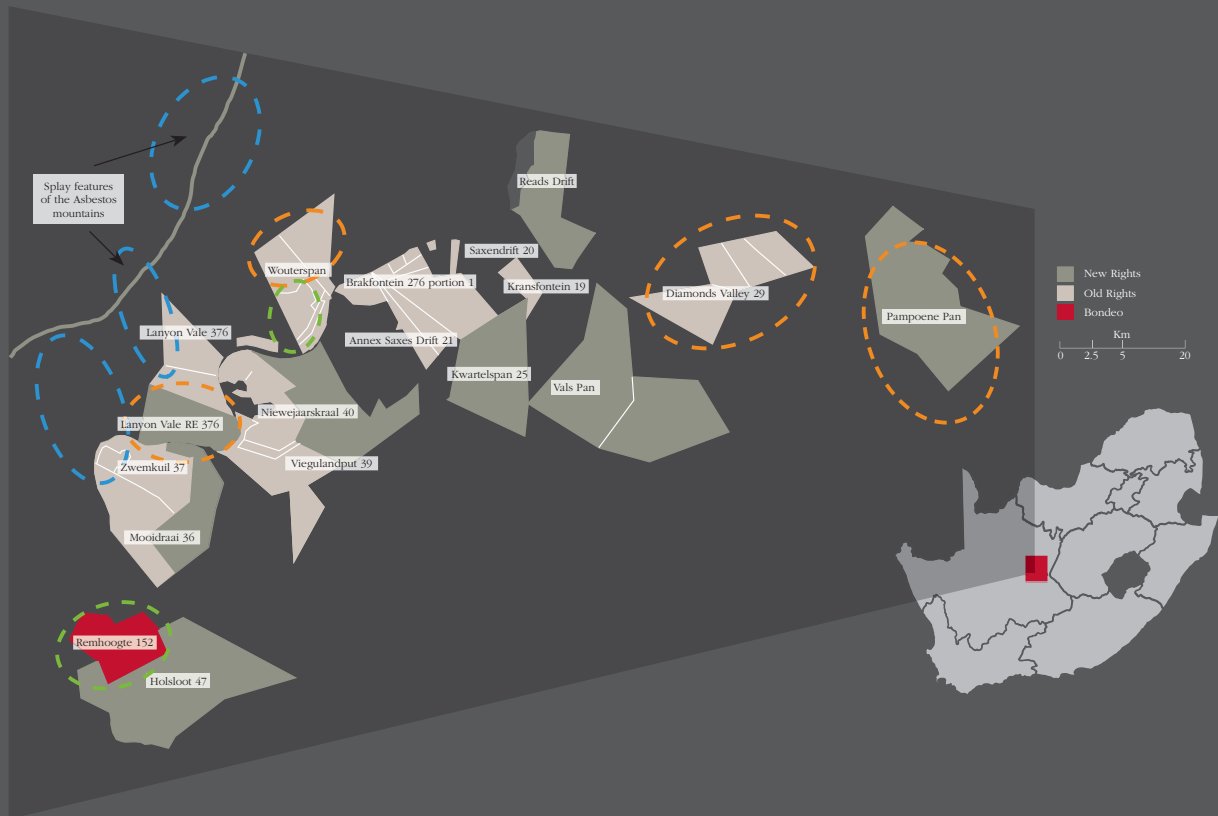 Splay features
of the Asbestos
mountains
Reads Drift
Saxendrift 20
Wouterspan
Brakfontein 276 portion 1
Kransfontein 19
Diamonds Valley 29
Pampoene Pan
Lanyon Vale 376
Annex Saxes Drift 21
Kwartelspan 25
Vals Pan
Niewejaarskraal 40
Lanyon Vale RE 376
Viegulandput 39
Zwemkuil 37
Mooidraai 36
Remhoogte 152
Holsloot 47
New Rights
Old Rights
Bondeo
Km
0 2.5 5 20